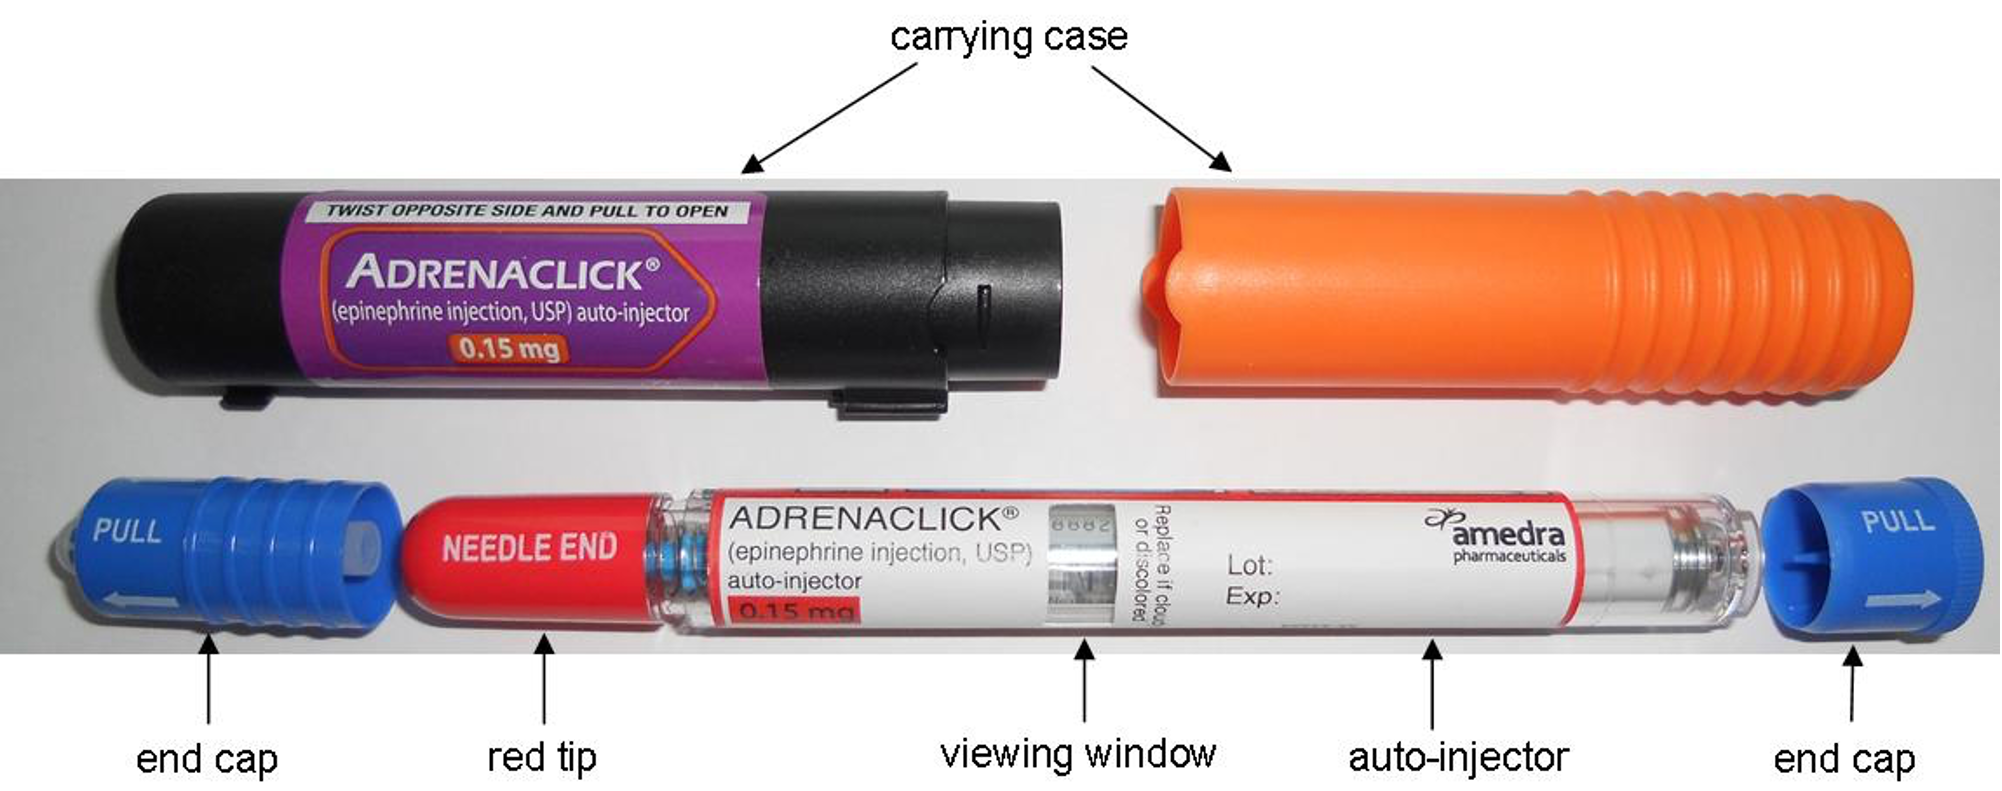 carrying case
TWIST OPPOSITE SIDE AND PULL TO OPEN
ADRENACLICK®
(epinephrine injection, USP) auto-injector
0.15 mg
PULL
NEEDLE END
ADRENACLICK®
(epinephrine injection, USP)
auto-injector
0.15 mg
Replace if
or discolored
Lot:
Exp:
amedra
pharmaceuticals
PULL
end cap
red tip
viewing window
auto-injector
end cap